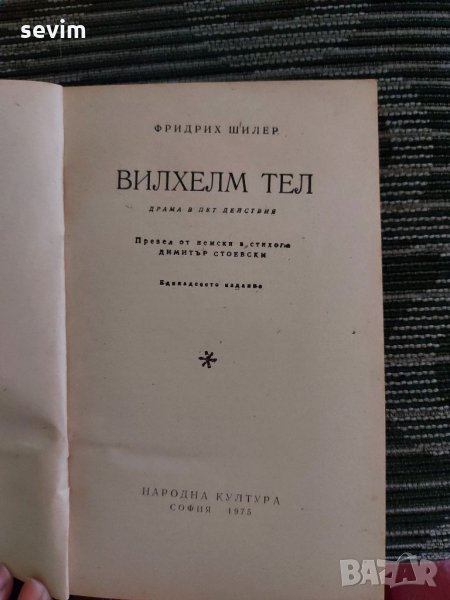 sevim
ФРИДРИХ ШИЛЕР
ВИЛХЕЛМ ТЕЛ
ДРАМА В ПЕТ ДЕЙСТВИЯ
Превел от немски в стихове
ДИМИТЪР СТОЕВСКИ
Единадесето издание
НАРОДНА КУЛТУРА
СОФИЯ 1975
BAZAR